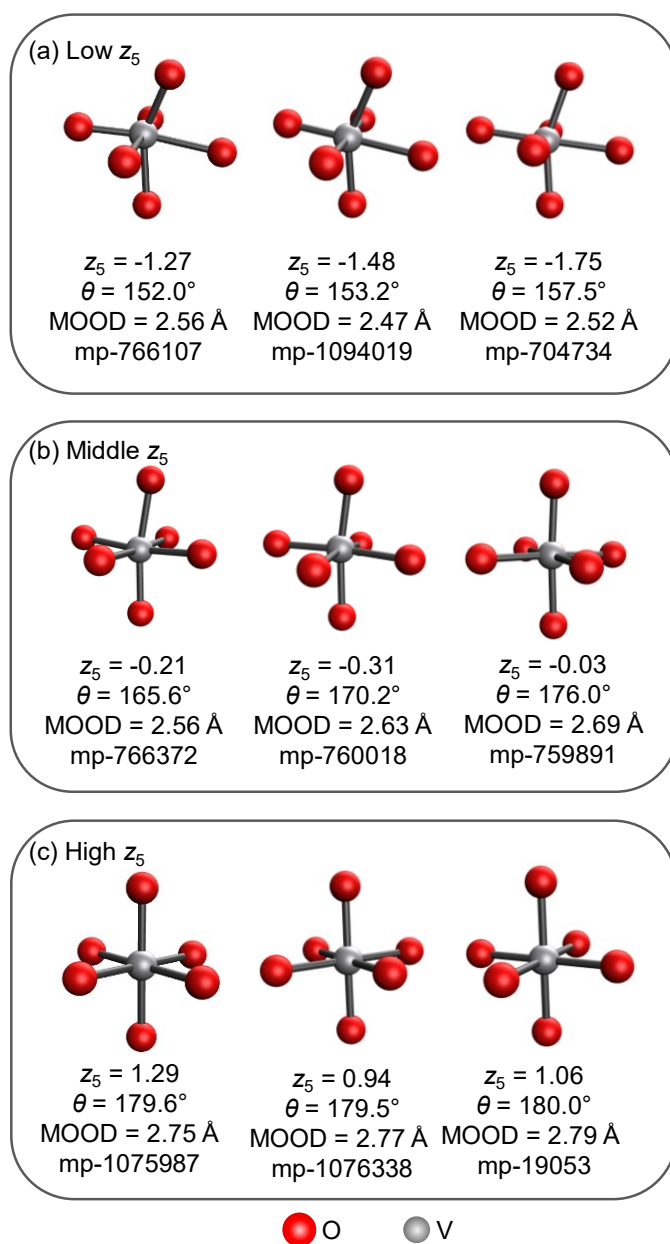 (a) Low z₅
z₅ = -1.27 z₅ = -1.48 z₅ = -1.75
θ = 152.0° θ = 153.2° θ = 157.5°
MOOD = 2.56 Å MOOD = 2.47 Å MOOD = 2.52 Å
mp-766107 mp-1094019 mp-704734
(b) Middle z₅
z₅ = -0.21 z₅ = -0.31 z₅ = -0.03
θ = 165.6° θ = 170.2° θ = 176.0°
MOOD = 2.56 Å MOOD = 2.63 Å MOOD = 2.69 Å
mp-766372 mp-760018 mp-759891
(c) High z₅
z₅ = 1.29 z₅ = 0.94 z₅ = 1.06
θ = 179.6° θ = 179.5° θ = 180.0°
MOOD = 2.75 Å MOOD = 2.77 Å MOOD = 2.79 Å
mp-1075987 mp-1076338 mp-19053
O V